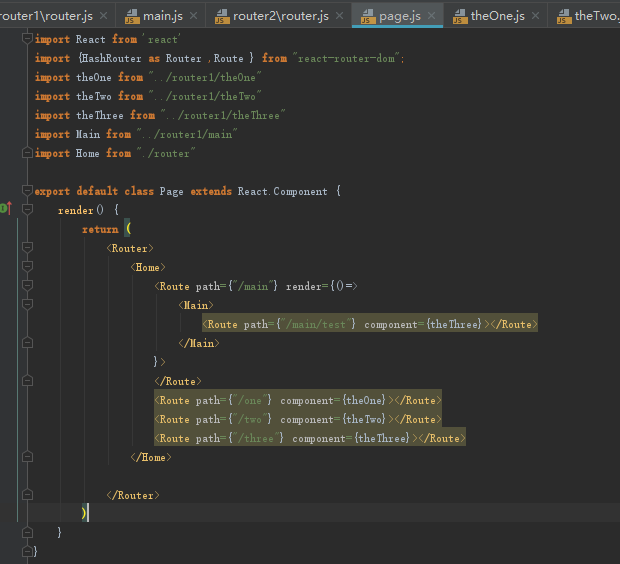 router1\router.js × main.js × router2\router.js × page.js × theOne.js × theTwo.
import React from 'react'
import {HashRouter as Router ,Route } from "react-router-dom";
import theOne from "../router1/theOne"
import theTwo from "../router1/theTwo"
import theThree from "../router1/theThree"
import Main from "../router1/main"
import Home from "./router"
export default class Page extends React.Component {
render() {
return (
<Router>
<Home>
<Route path={"/main"} render={()=>
<Main>
<Route path={"/main/test"} component={theThree}></Route>
</Main>
}>
</Route>
<Route path={"/one"} component={theOne}></Route>
<Route path={"/two"} component={theTwo}></Route>
<Route path={"/three"} component={theThree}></Route>
</Home>
</Router>
)
}
}